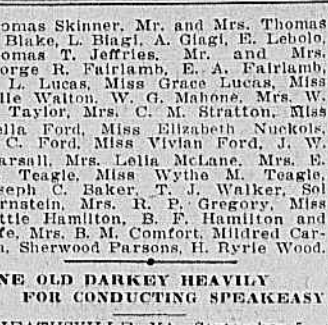 omas Skinner, Mr. and Mrs. Thomas
Blake, L. Biagi, A. Giagi, E. Lebolo,
omas T. Jeffries, Mr. and Mrs.
orge R. Fairlamb, E. A. Fairlamb,
L. Lucas, Miss Grace Lucas, Miss
lle Walton, W. G. Mahone, Mrs. W.
Taylor, Mrs. C. M. Stratton, Miss
ella Ford, Miss Elizabeth Nuckols,
C. Ford, Miss Vivian Ford, J. W.
arsall, Mrs. Lelia McLane, Mrs. E.
Teagle, Miss Wythe M. Teagle,
seph C. Baker, T. J. Walker, Sol
rnstein, Mrs. R. P. Gregory, Miss
ttie Hamilton, B. F. Hamilton and
fe, Mrs. B. M. Comfort, Mildred Car-
Sherwood Parsons, H. Ryrie Wood.
NE OLD DARKEY HEAVILY
FOR CONDUCTING SPEAKEASY